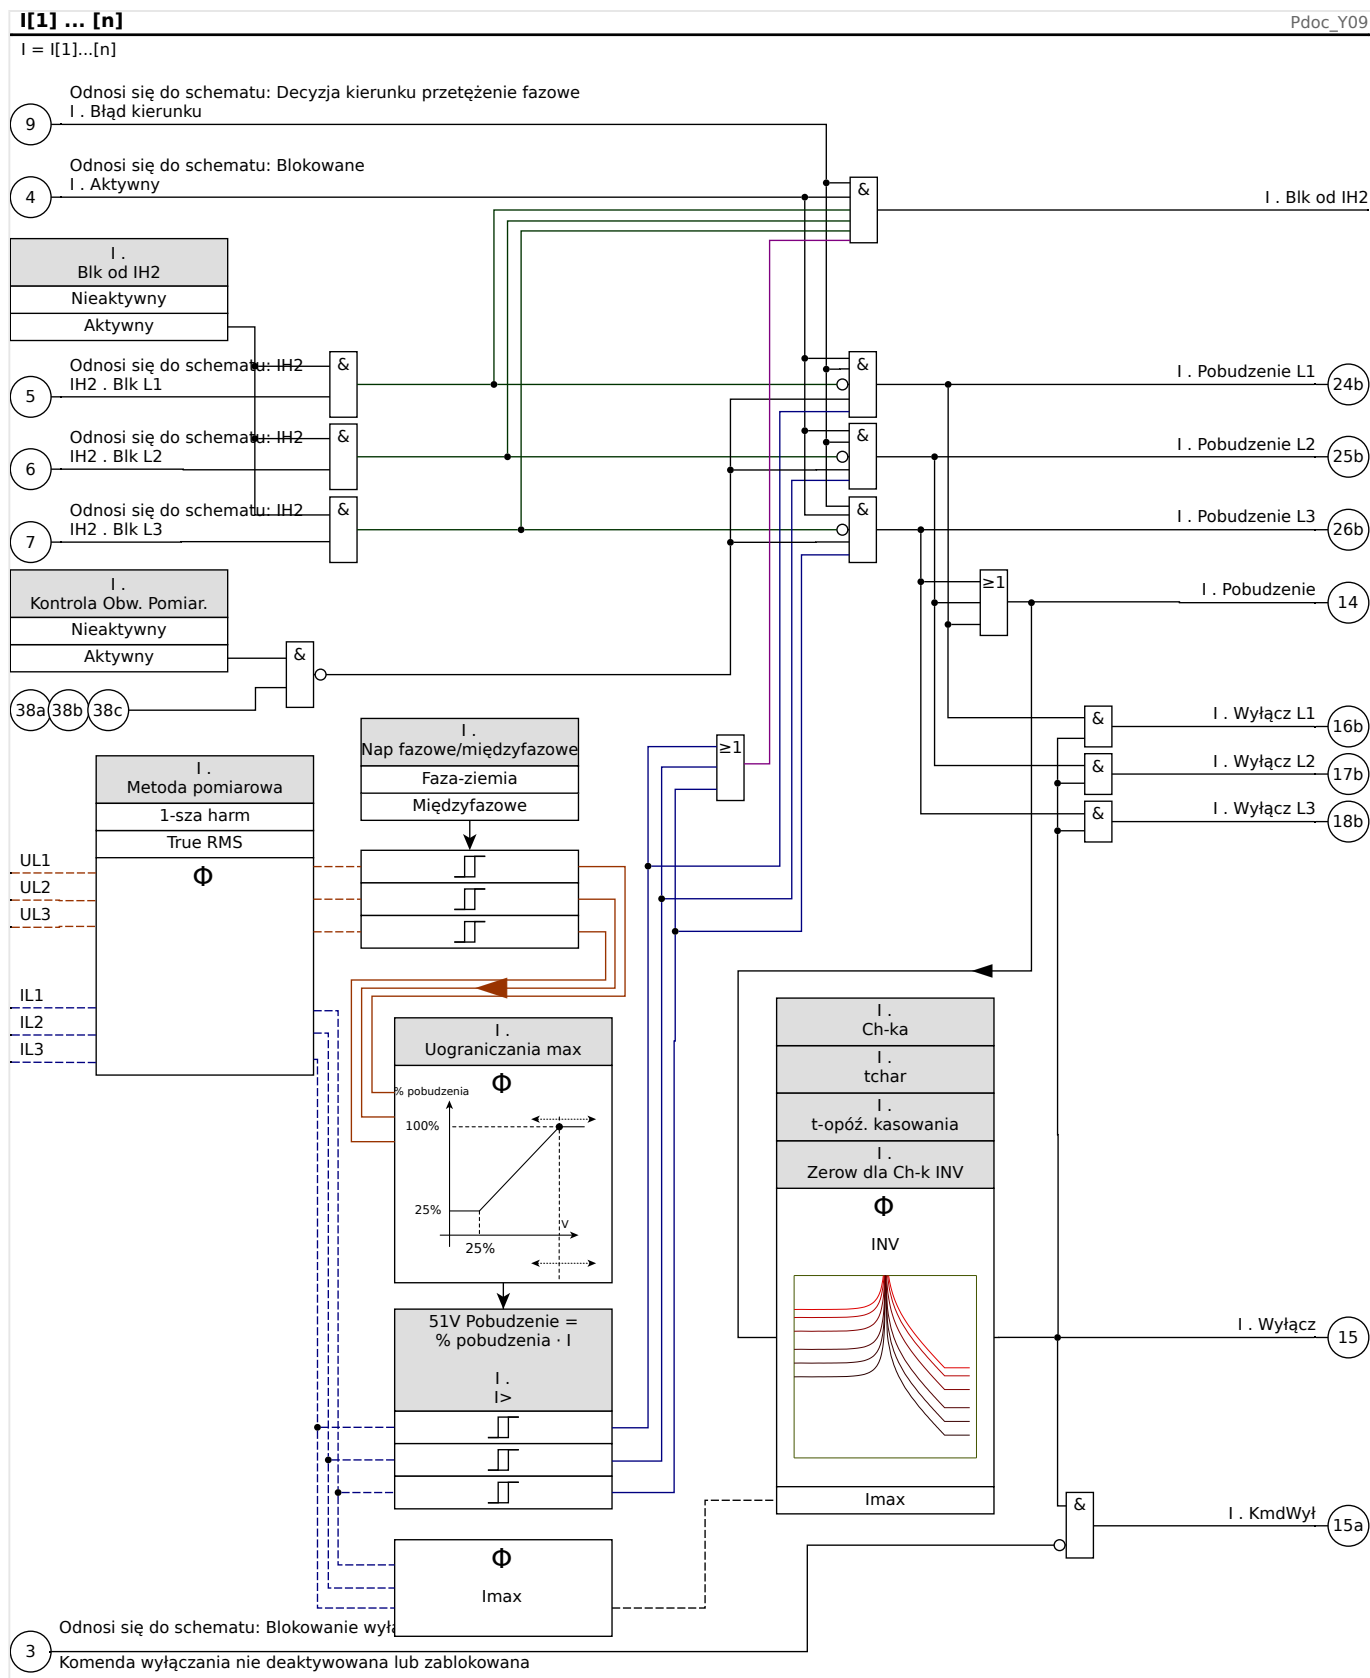 I[1] ... [n]
Pdoc_Y09
I = I[1]...[n]
Odnosi się do schematu: Decyzja kierunku przetężenie fazowe
9
I . Błąd kierunku
Odnosi się do schematu: Blokowane
4
I . Aktywny
&
I . Blk od IH2
I .
Blk od IH2
Nieaktywny
Aktywny
Odnosi się do schematu: IH2
5
IH2 . Blk L1
&
&
I . Pobudzenie L1
24b
Odnosi się do schematu: IH2
6
IH2 . Blk L2
&
&
I . Pobudzenie L2
25b
Odnosi się do schematu: IH2
7
IH2 . Blk L3
&
&
I . Pobudzenie L3
26b
I .
Kontrola Obw. Pomiar.
Nieaktywny
Aktywny
&
≥1
I . Pobudzenie
14
38a
38b
38c
I .
Nap fazowe/międzyfazowe
Faza-ziemia
Międzyfazowe
≥1
&
I . Wyłącz L1
16b
&
I . Wyłącz L2
17b
&
I . Wyłącz L3
18b
I .
Metoda pomiarowa
1-sza harm
True RMS
Φ
UL1
UL2
UL3
IL1
IL2
IL3
I .
Uograniczania max
Φ
% pobudzenia
100%
25%
25%
V
I .
Ch-ka
I .
tchar
I .
t-opóź. kasowania
I .
Zerow dla Ch-k INV
Φ
INV
Imax
51V Pobudzenie =
% pobudzenia · I
I .
I>
I . Wyłącz
15
Φ
Imax
&
I . KmdWył
15a
Odnosi się do schematu: Blokowanie
3
Komenda wyłączania nie deaktywowana lub zablokowana